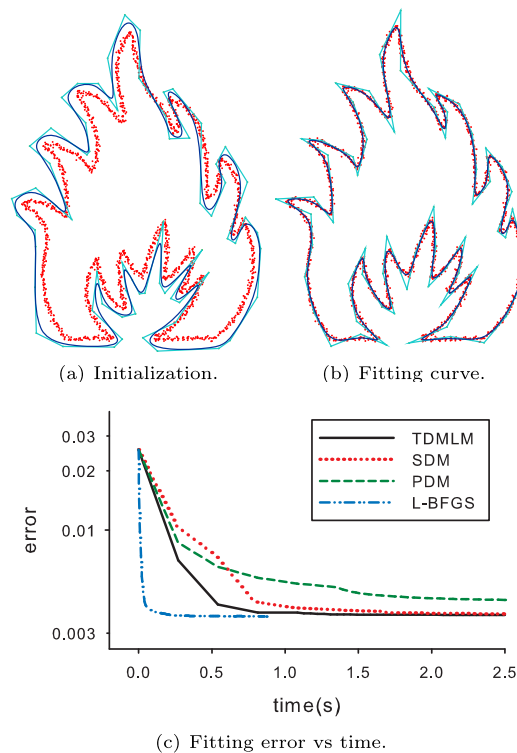 (a) Initialization.
(b) Fitting curve.
0.03
0.02
0.01
0.003
error
TDMLM
SDM
PDM
L-BFGS
0.0 0.5 1.0 1.5 2.0 2.5
time(s)
(c) Fitting error vs time.